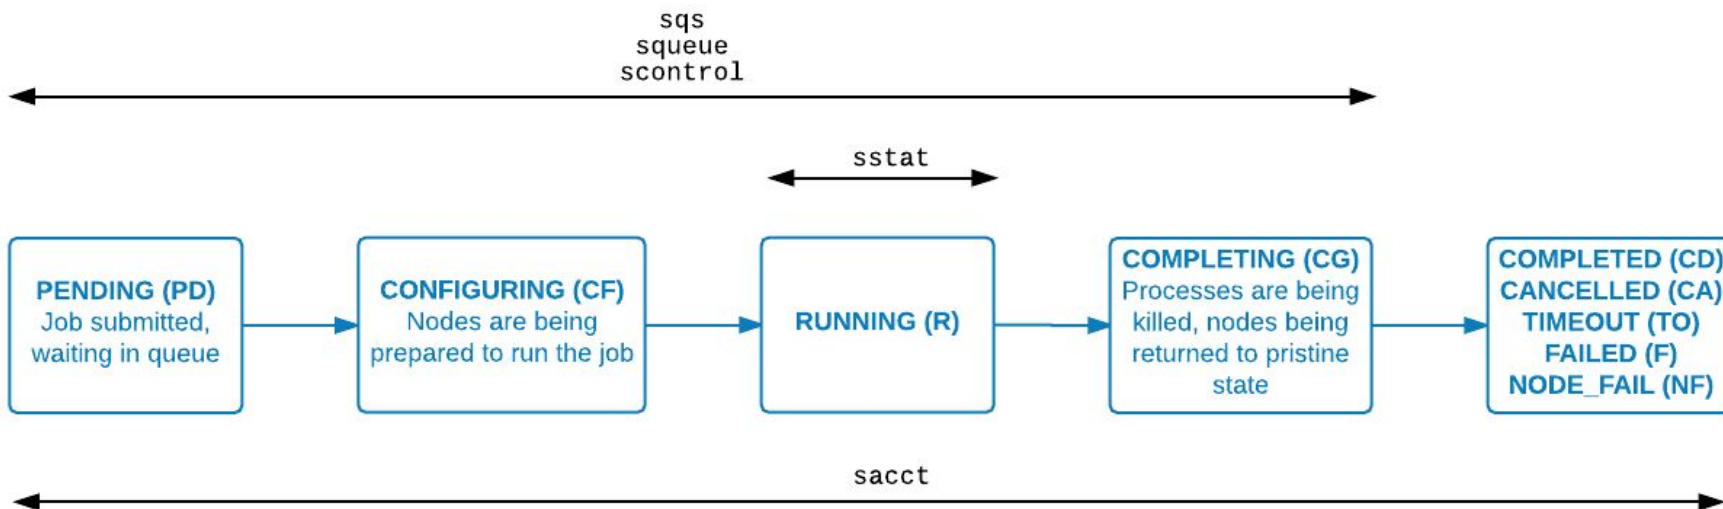 sqs
squeue
scontrol
sstat
PENDING (PD)
Job submitted,
waiting in queue
CONFIGURING (CF)
Nodes are being
prepared to run the job
RUNNING (R)
COMPLETING (CG)
Processes are being
killed, nodes being
returned to pristine
state
COMPLETED (CD)
CANCELLED (CA)
TIMEOUT (TO)
FAILED (F)
NODE_FAIL (NF)
sacct